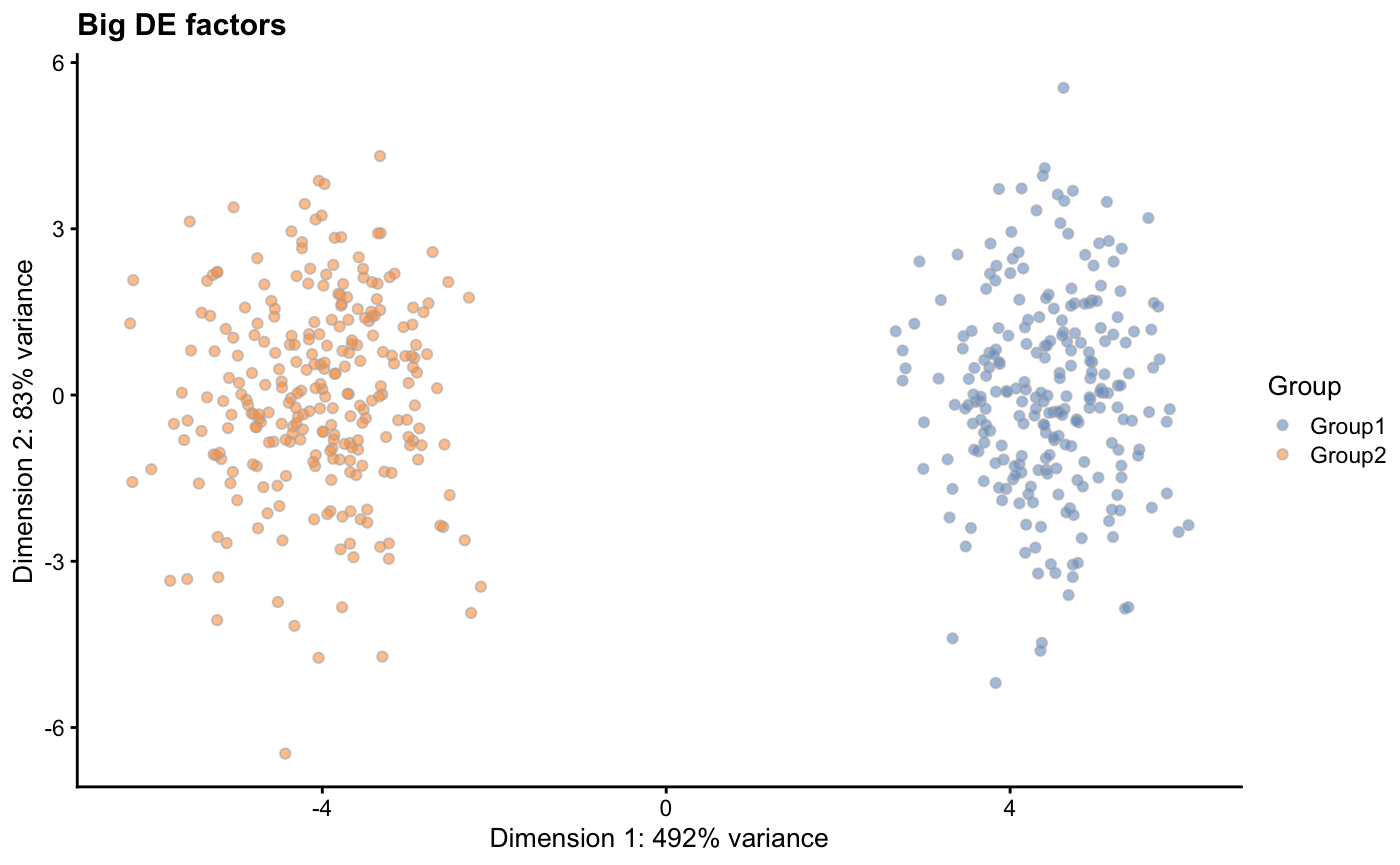 Big DE factors
6
3
0
-3
-6
Dimension 2: 83% variance
-4
0
4
Dimension 1: 492% variance
Group
Group1
Group2